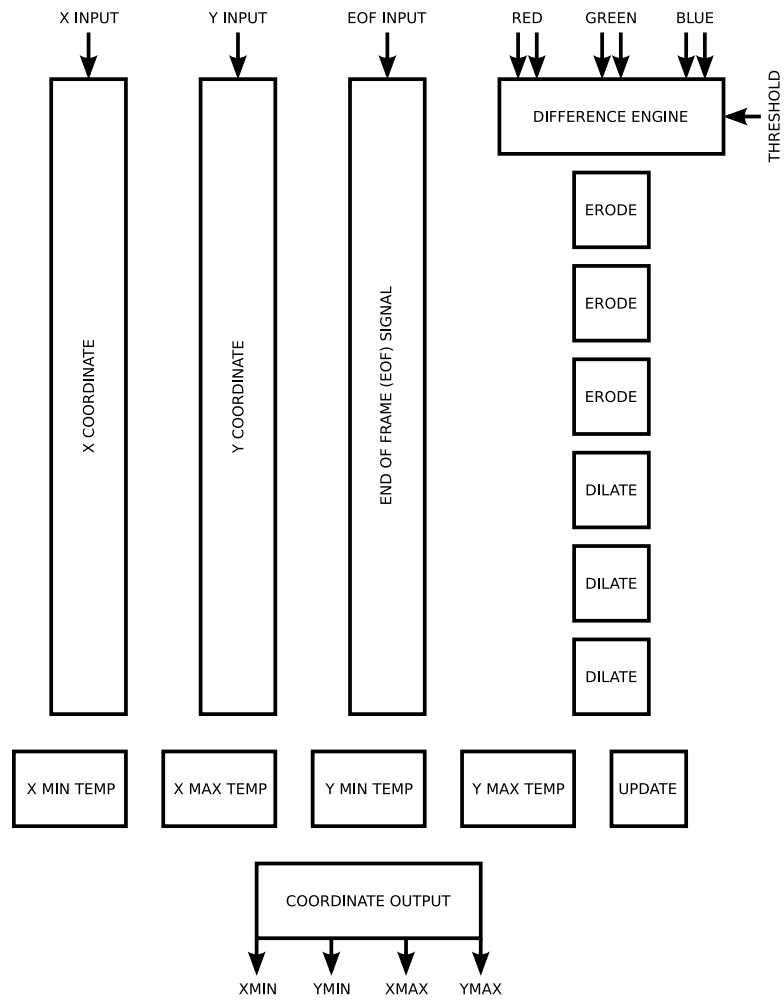 X INPUT
Y INPUT
EOF INPUT
RED
GREEN
BLUE
DIFFERENCE ENGINE
THRESHOLD
ERODE
ERODE
ERODE
DILATE
DILATE
DILATE
X COORDINATE
Y COORDINATE
END OF FRAME (EOF) SIGNAL
X MIN TEMP
X MAX TEMP
Y MIN TEMP
Y MAX TEMP
UPDATE
COORDINATE OUTPUT
XMIN
YMIN
XMAX
YMAX